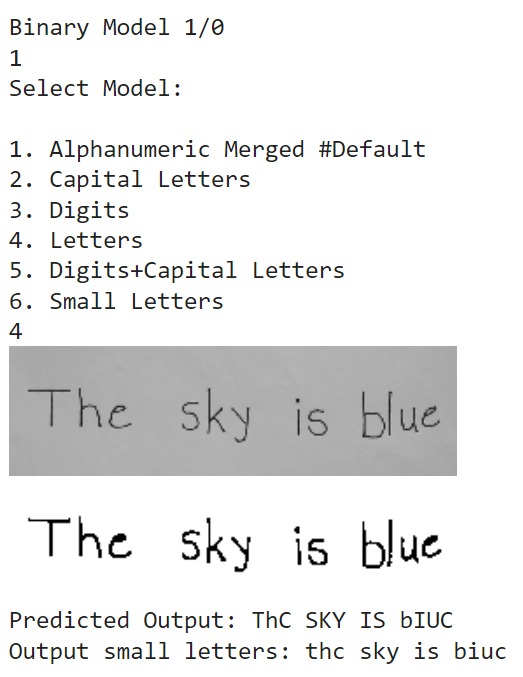 Binary Model 1/0
1
Select Model:
1. Alphanumeric Merged #Default
2. Capital Letters
3. Digits
4. Letters
5. Digits+Capital Letters
6. Small Letters
4
The sky is blue
The sky is blue
Predicted Output: ThC SKY IS bIUC
Output small letters: thc sky is biuc